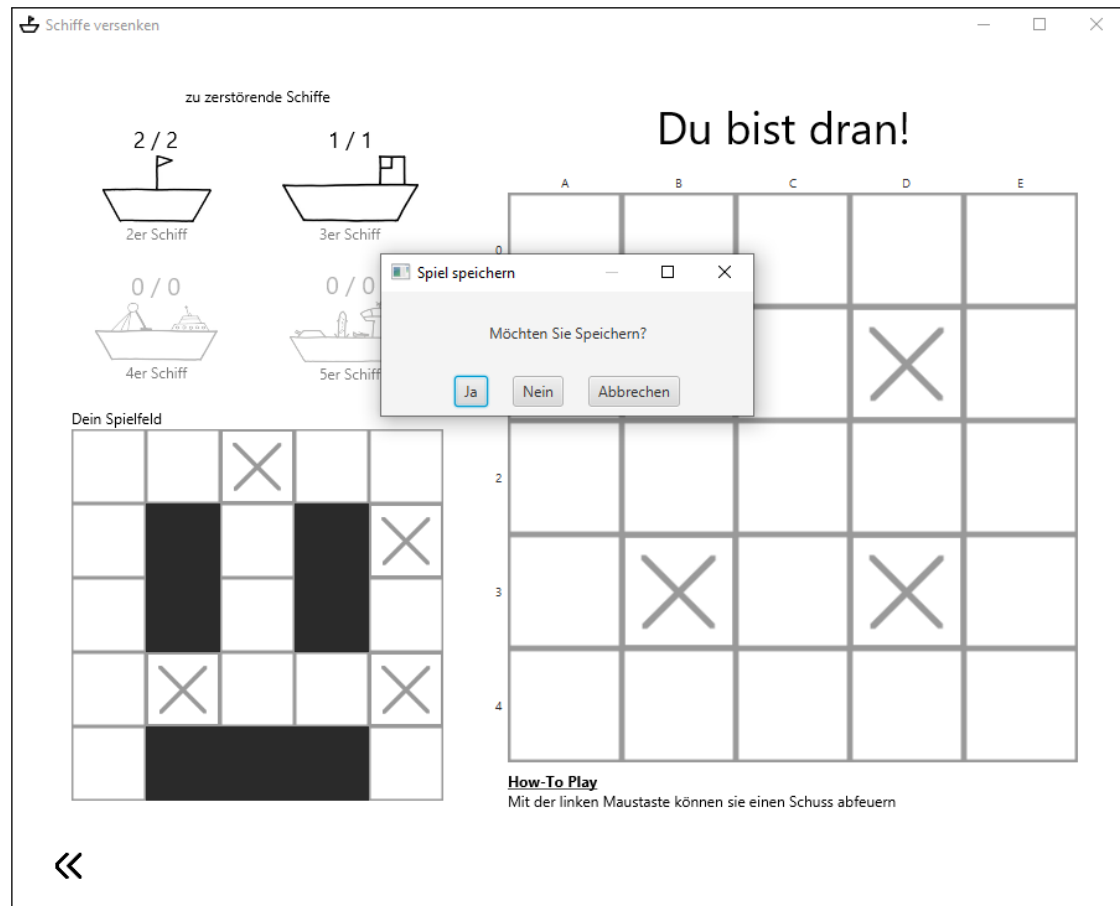 Schiffe versenken
zu zerstörende Schiffe
2 / 2
1 / 1
2er Schiff
3er Schiff
0 / 0
0 / 0
4er Schiff
5er Schiff
Dein Spielfeld
Du bist dran!
A B C D E
0
2
3
4
Spiel speichern
Möchten Sie Speichern?
Ja Nein Abbrechen
How-To Play
Mit der linken Maustaste können sie einen Schuss abfeuern